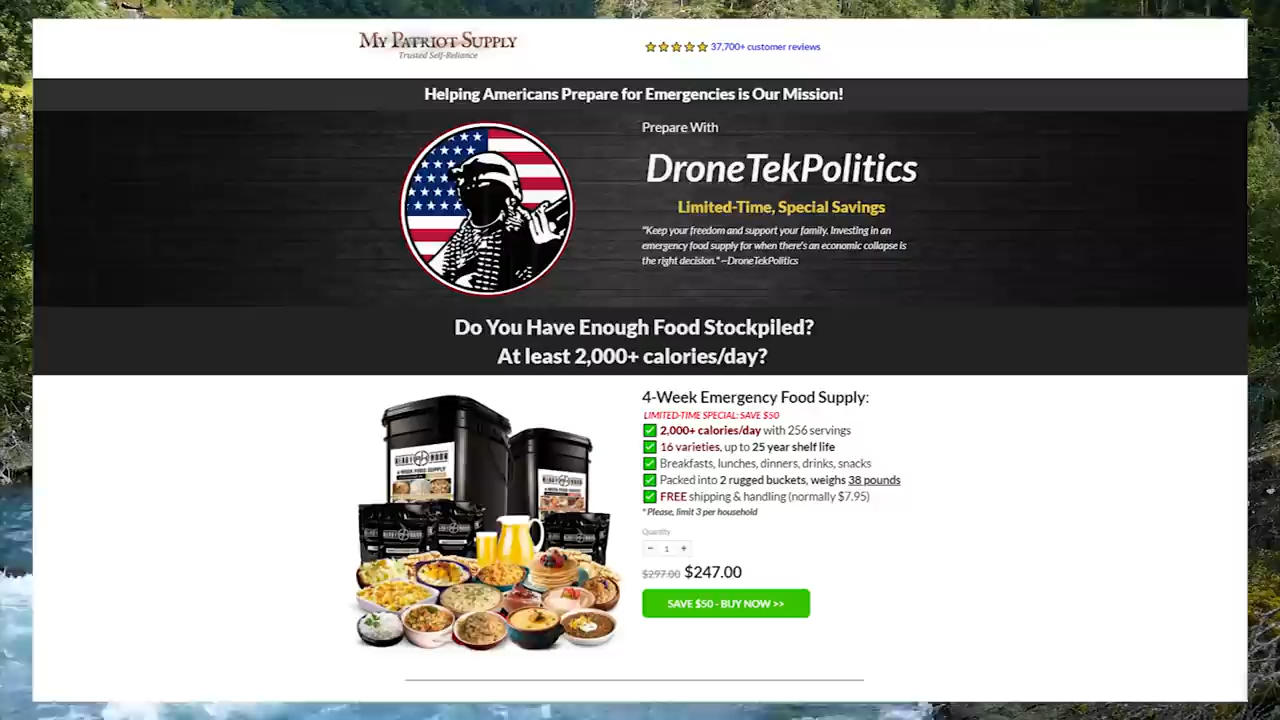 My Patriot Supply
Trusted Self-Reliance
37,700+ customer reviews
Helping Americans Prepare for Emergencies is Our Mission!
Prepare With
DroneTekPolitics
Limited-Time, Special Savings
"Keep your freedom and support your family. Investing in an
emergency food supply for when there's an economic collapse is
the right decision." –DroneTekPolitics
Do You Have Enough Food Stockpiled?
At least 2,000+ calories/day?
4-Week Emergency Food Supply:
LIMITED-TIME SPECIAL: SAVE $50
2,000+ calories/day with 256 servings
16 varieties, up to 25 year shelf life
Breakfasts, lunches, dinners, drinks, snacks
Packed into 2 rugged buckets, weighs 38 pounds
FREE shipping & handling (normally $7.95)
* Please, limit 3 per household
Quantity
− 1 +
$297.00 $247.00
SAVE $50 - BUY NOW >>
4-WEEK FOOD SUPPLY